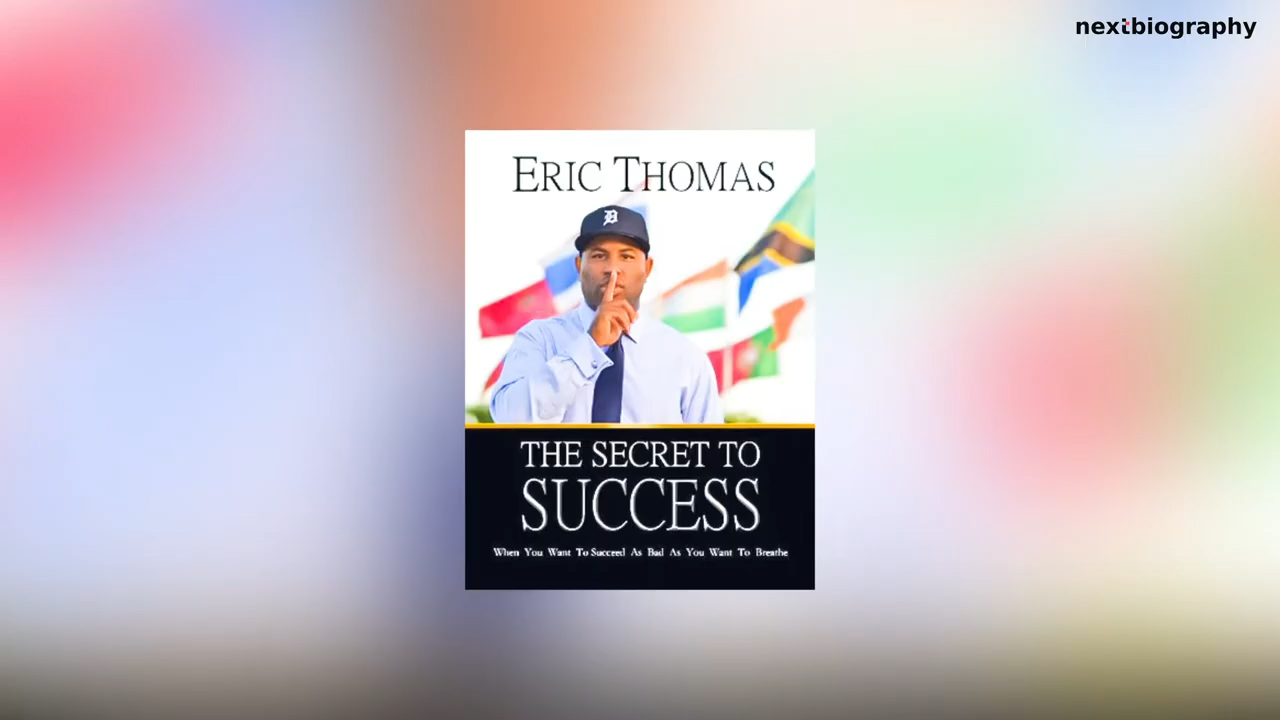 nextbiography
ERIC THOMAS
D
THE SECRET TO
SUCCESS
When You Want To Succeed As Bad As You Want To Breathe